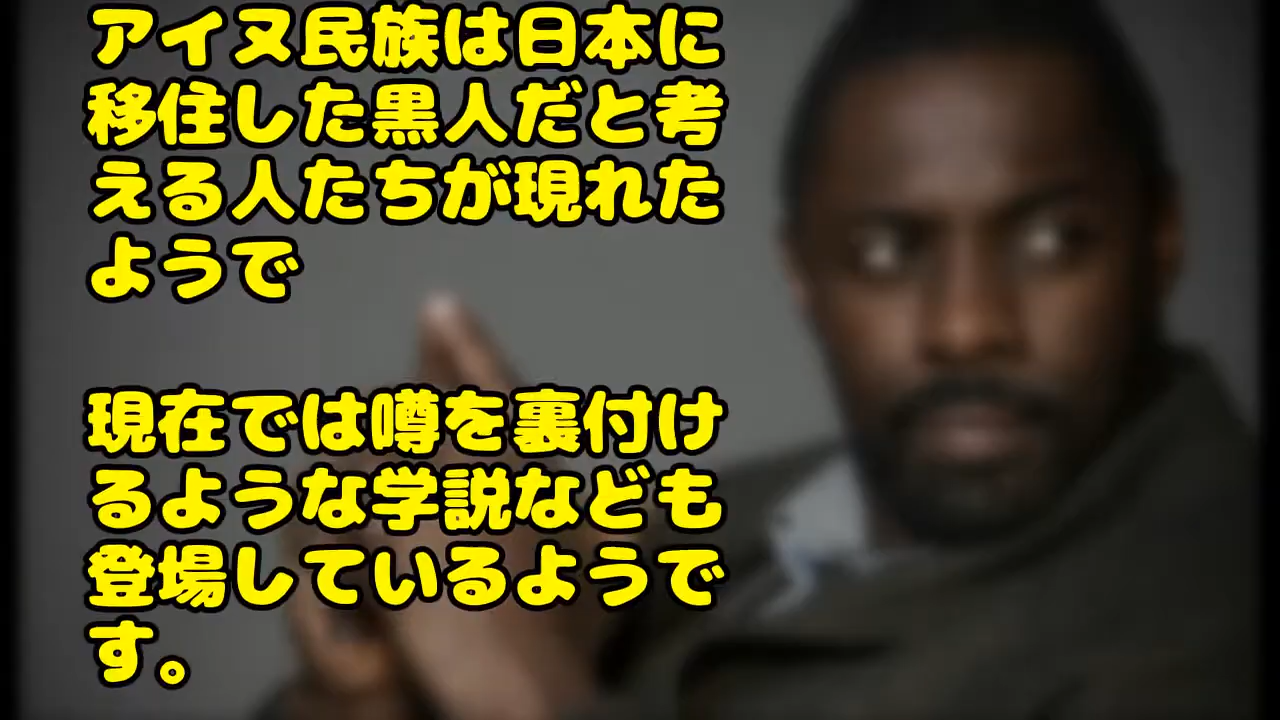 アイヌ民族は日本に
移住した黒人だと考
える人たちが現れた
ようで
現在では噂を裏付け
るような学説なども
登場しているようで
す。